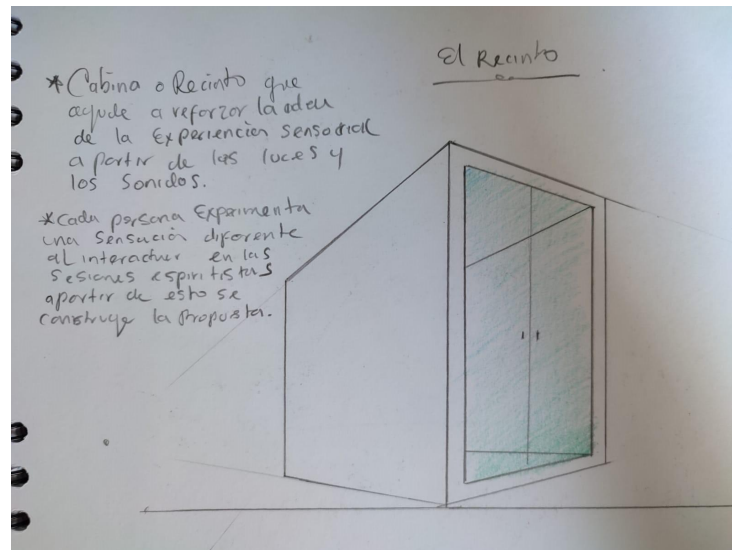 El Recinto
*Cabina o Recinto que
ayude a reforzar la idea
de la Experiencia Sensorial
a partir de las luces y
los Sonidos.
*Cada persona Experimenta
una Sensación diferente
al interactuar en las
Sesiones espiritistas
apartir de esto se
construye la Propuesta.